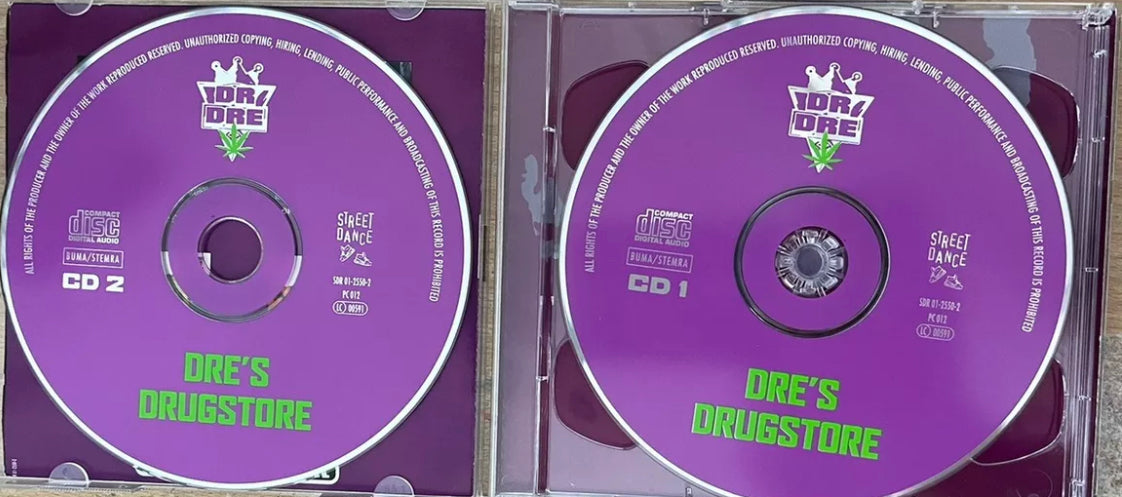 ALL RIGHTS OF THE PRODUCER AND THE OWNER OF THE WORK REPRODUCED RESERVED. UNAUTHORIZED COPYING, HIRING, LENDING, PUBLIC PERFORMANCE AND BROADCASTING OF THIS RECORD IS PROHIBITED
DR
DRE
COMPACT
disc
DIGITAL AUDIO
BUMA/STEMRA
CD 2
STREET
DANCE
SDR 01-2550-2
PC 012
LC 00591
DRE'S
DRUGSTORE
ALL RIGHTS OF THE PRODUCER AND THE OWNER OF THE WORK REPRODUCED RESERVED. UNAUTHORIZED COPYING, HIRING, LENDING, PUBLIC PERFORMANCE AND BROADCASTING OF THIS RECORD IS PROHIBITED
DR
DRE
COMPACT
disc
DIGITAL AUDIO
BUMA/STEMRA
CD 1
STREET
DANCE
SDR 01-2550-2
PC 012
LC 00591
DRE'S
DRUGSTORE